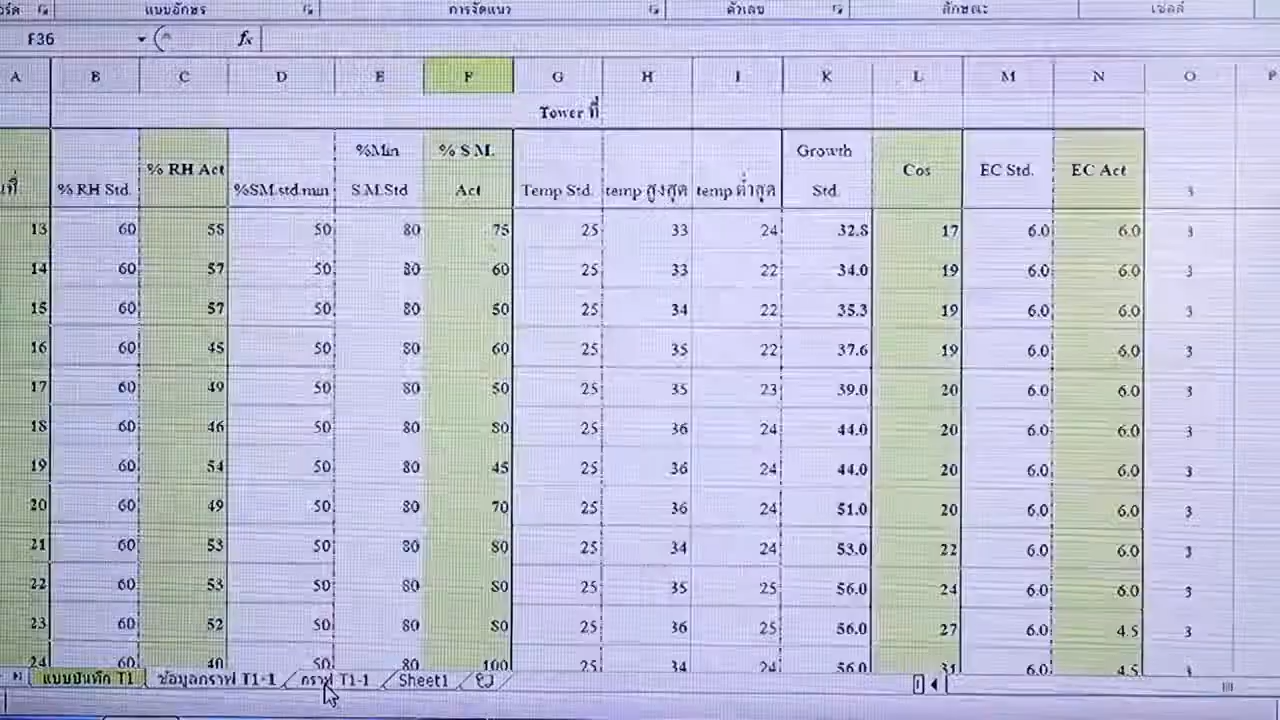 แบบอักษร การจัดแนว ตัวเลข ลักษณะ เซลล์
F36 fx
A B C D E F G H I K L M N O P
Tower ที่
ที่ % RH Std. % RH Act %SM.std.min %Min S.M.Std % S.M. Act Temp Std. temp สูงสุด temp ต่ำสุด Growth Std. Cos EC Std. EC Act 3
13 60 58 50 80 75 25 33 24 32.8 17 6.0 6.0 3
14 60 57 50 80 60 25 33 22 34.0 19 6.0 6.0 3
15 60 57 50 80 50 25 34 22 35.3 19 6.0 6.0 3
16 60 45 50 80 60 25 35 22 37.6 19 6.0 6.0 3
17 60 49 50 80 50 25 35 23 39.0 20 6.0 6.0 3
18 60 46 50 80 80 25 36 24 44.0 20 6.0 6.0 3
19 60 54 50 80 45 25 36 24 44.0 20 6.0 6.0 3
20 60 49 50 80 70 25 36 24 51.0 20 6.0 6.0 3
21 60 53 50 80 80 25 34 24 53.0 22 6.0 6.0 3
22 60 53 50 80 80 25 35 25 56.0 24 6.0 6.0 3
23 60 52 50 80 80 25 36 25 56.0 27 6.0 4.5 3
24 60 40 50 80 100 25 34 24 56.0 31 6.0 4.5
แบบบันทึก T1 ข้อมูลกราฟ T1-1 กราฟ T1-1 Sheet1